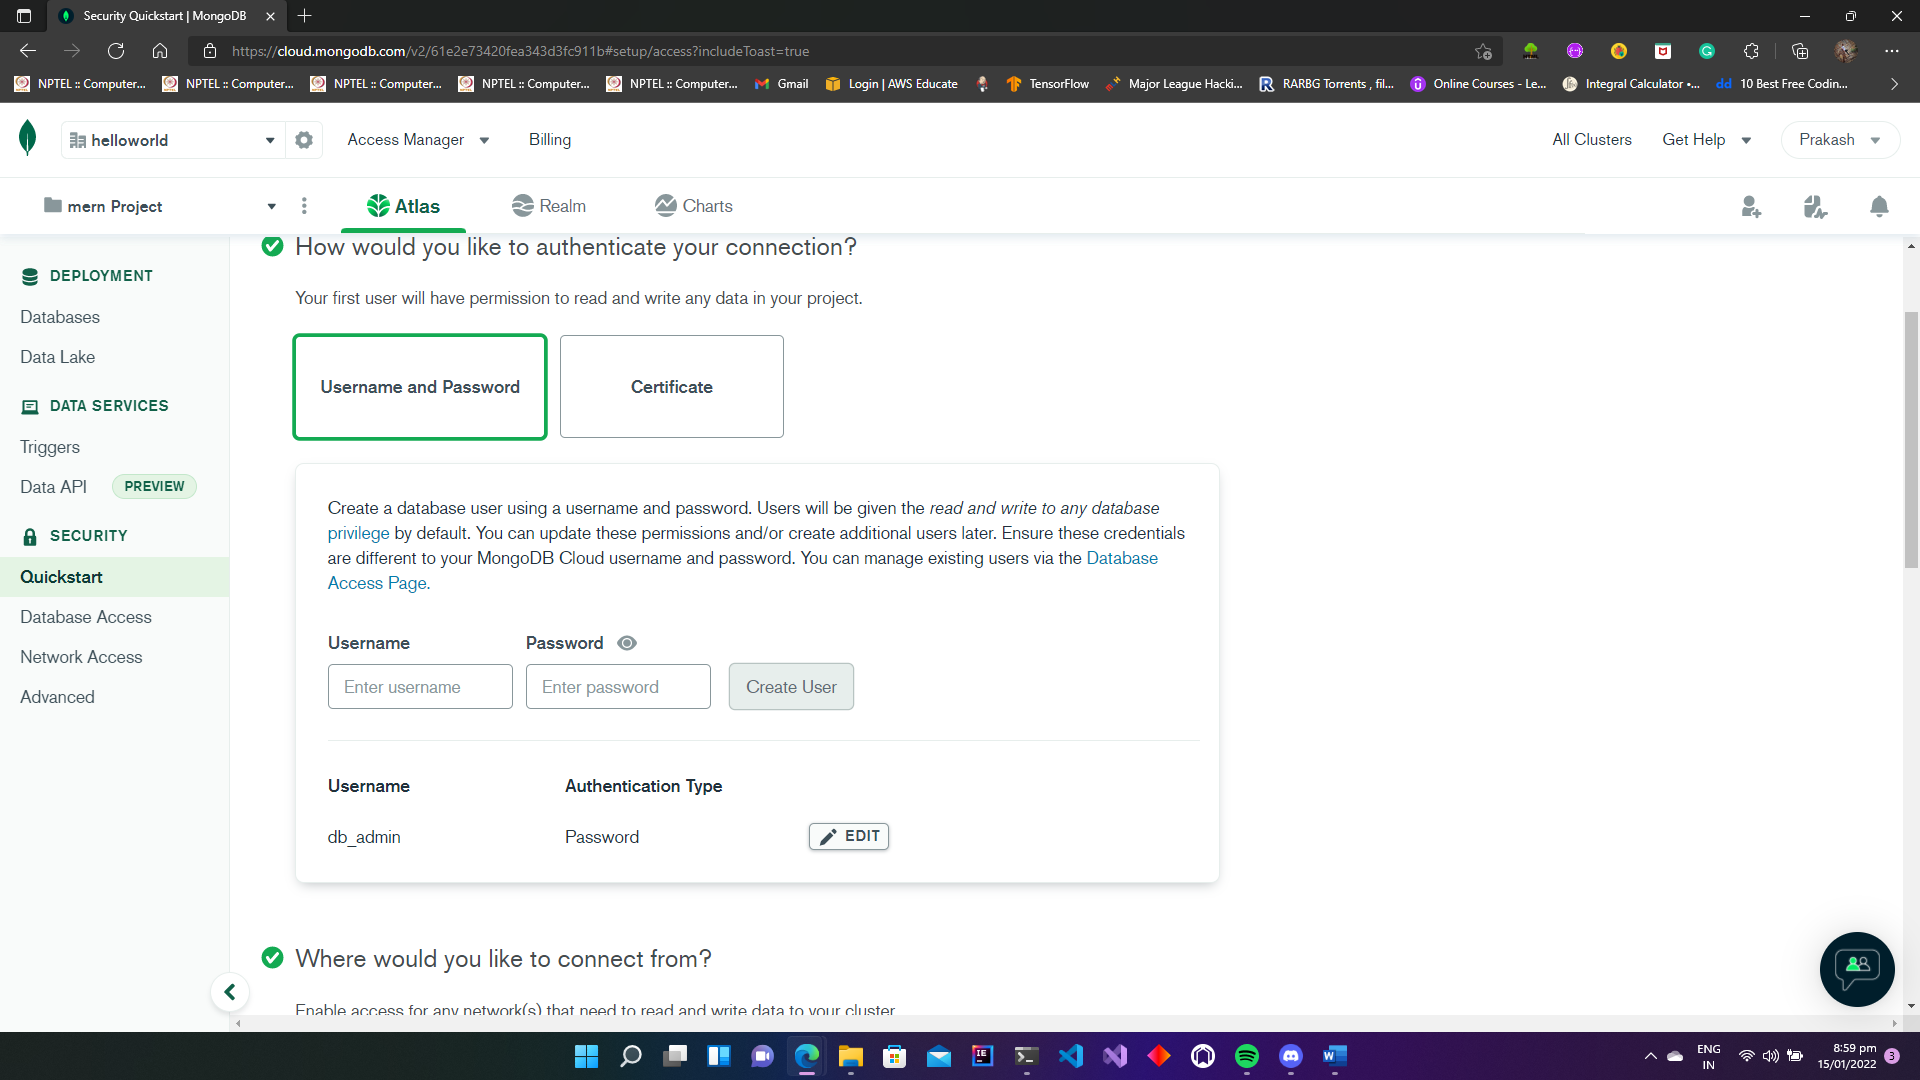 Security Quickstart | MongoDB
https://cloud.mongodb.com/v2/61e2e73420fea343d3fc911b#setup/access?includeToast=true
NPTEL :: Computer... NPTEL :: Computer... NPTEL :: Computer... NPTEL :: Computer... NPTEL :: Computer... Gmail Login | AWS Educate TensorFlow Major League Hacki... RARBG Torrents , fil... Online Courses - Le... Integral Calculator •... dd 10 Best Free Codin...
helloworld Access Manager Billing All Clusters Get Help Prakash
mern Project Atlas Realm Charts
DEPLOYMENT
Databases
Data Lake
DATA SERVICES
Triggers
Data API PREVIEW
SECURITY
Quickstart
Database Access
Network Access
Advanced
How would you like to authenticate your connection?
Your first user will have permission to read and write any data in your project.
Username and Password Certificate
Create a database user using a username and password. Users will be given the read and write to any database
privilege by default. You can update these permissions and/or create additional users later. Ensure these credentials
are different to your MongoDB Cloud username and password. You can manage existing users via the Database
Access Page.
Username Password
Enter username Enter password Create User
Username Authentication Type
db_admin Password EDIT
Where would you like to connect from?
Enable access for any network(s) that need to read and write data to your cluster.
ENG
IN
8:59 pm
15/01/2022
3